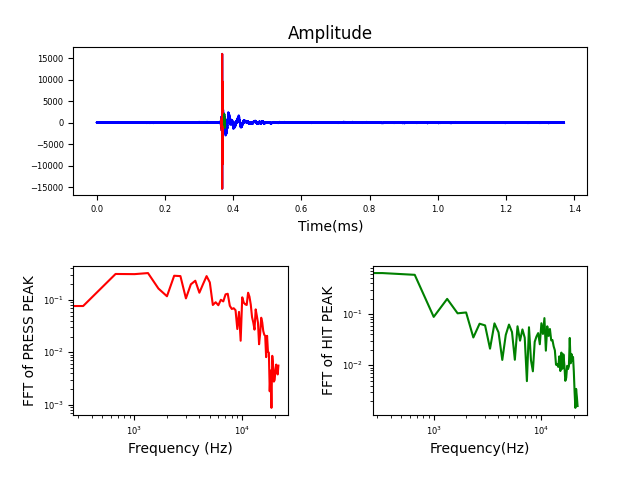 Amplitude
15000
10000
5000
0
−5000
−10000
−15000
0.0 0.2 0.4 0.6 0.8 1.0 1.2 1.4
Time(ms)
FFT of PRESS PEAK
10⁻¹
10⁻²
10⁻³
10³ 10⁴
Frequency (Hz)
FFT of HIT PEAK
10⁻¹
10⁻²
10³ 10⁴
Frequency(Hz)